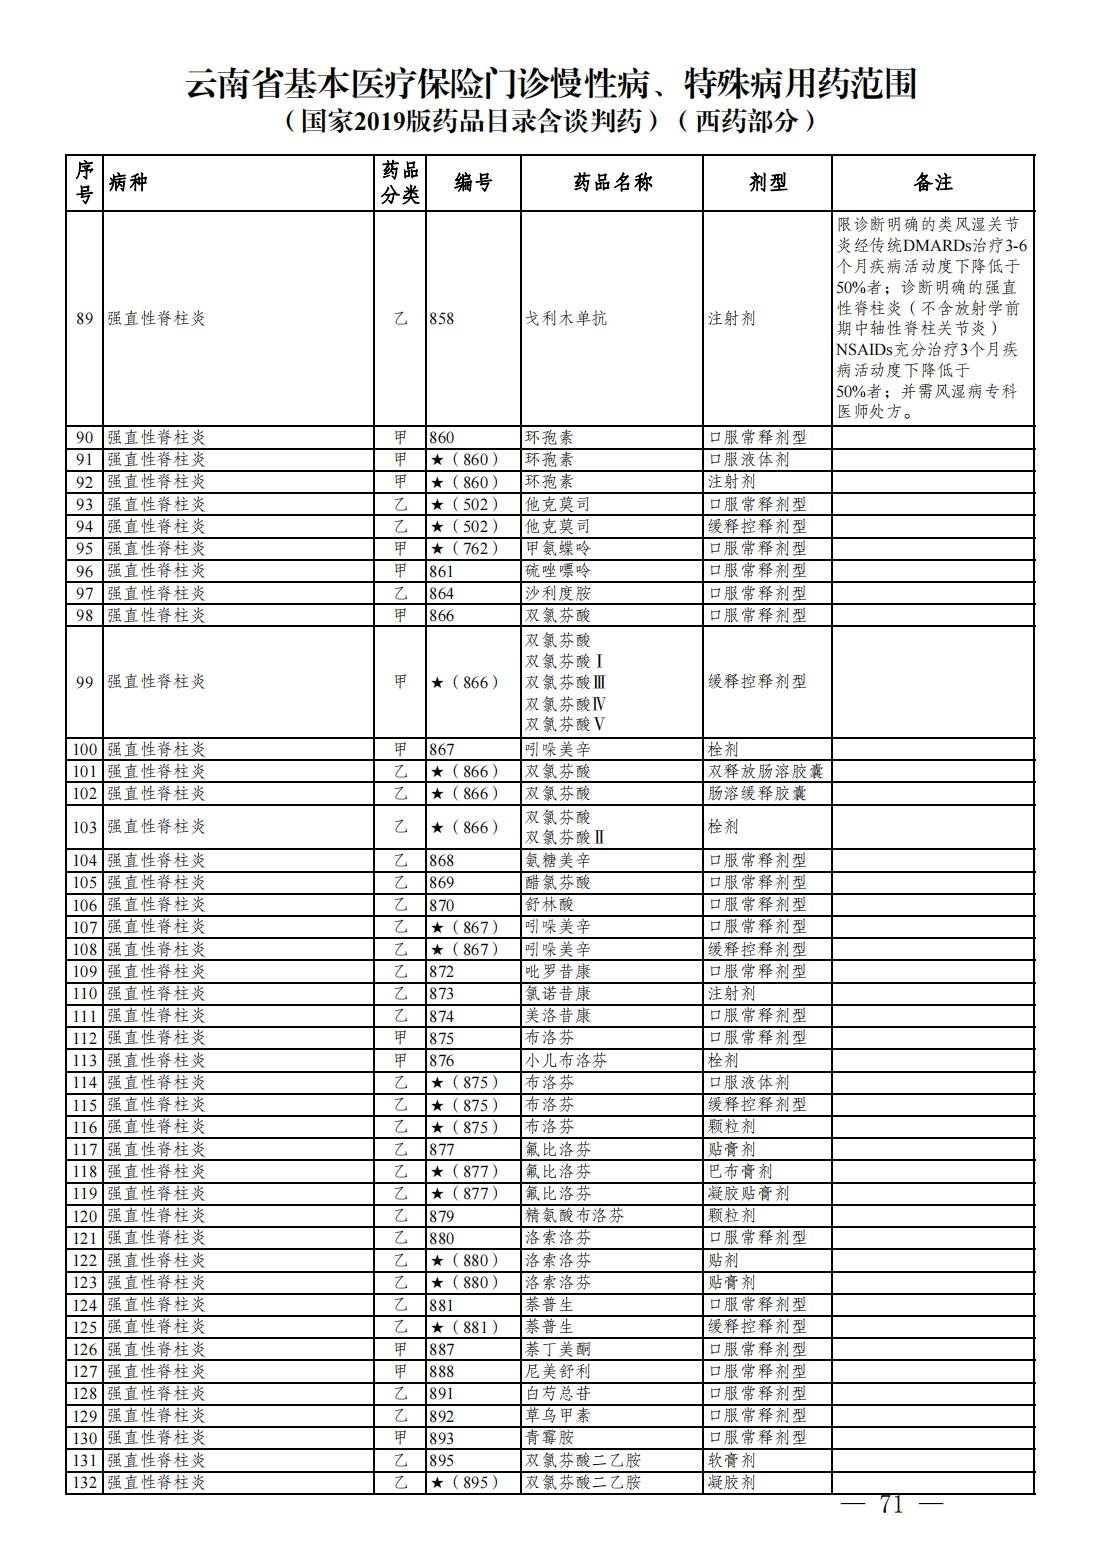 云南省基本医疗保险门诊慢性病、特殊病用药范围
（国家2019版药品目录含谈判药）（西药部分）
序号 病种 药品分类 编号 药品名称 剂型 备注
89 强直性脊柱炎 乙 858 戈利木单抗 注射剂 限诊断明确的类风湿关节
炎经传统DMARDs治疗3-6
个月疾病活动度下降低于
50%者；诊断明确的强直
性脊柱炎（不含放射学前
期中轴性脊柱关节炎）
NSAIDs充分治疗3个月疾
病活动度下降低于
50%者；并需风湿病专科
医师处方。
90 强直性脊柱炎 甲 860 环孢素 口服常释剂型
91 强直性脊柱炎 甲 ★（860） 环孢素 口服液体剂
92 强直性脊柱炎 甲 ★（860） 环孢素 注射剂
93 强直性脊柱炎 乙 ★（502） 他克莫司 口服常释剂型
94 强直性脊柱炎 乙 ★（502） 他克莫司 缓释控释剂型
95 强直性脊柱炎 甲 ★（762） 甲氨蝶呤 口服常释剂型
96 强直性脊柱炎 甲 861 硫唑嘌呤 口服常释剂型
97 强直性脊柱炎 乙 864 沙利度胺 口服常释剂型
98 强直性脊柱炎 甲 866 双氯芬酸 口服常释剂型
99 强直性脊柱炎 甲 ★（866） 双氯芬酸
双氯芬酸Ⅰ
双氯芬酸Ⅲ
双氯芬酸Ⅳ
双氯芬酸Ⅴ 缓释控释剂型
100 强直性脊柱炎 甲 867 吲哚美辛 栓剂
101 强直性脊柱炎 乙 ★（866） 双氯芬酸 双释放肠溶胶囊
102 强直性脊柱炎 乙 ★（866） 双氯芬酸 肠溶缓释胶囊
103 强直性脊柱炎 乙 ★（866） 双氯芬酸
双氯芬酸Ⅱ 栓剂
104 强直性脊柱炎 乙 868 氨糖美辛 口服常释剂型
105 强直性脊柱炎 乙 869 醋氯芬酸 口服常释剂型
106 强直性脊柱炎 乙 870 舒林酸 口服常释剂型
107 强直性脊柱炎 乙 ★（867） 吲哚美辛 口服常释剂型
108 强直性脊柱炎 乙 ★（867） 吲哚美辛 缓释控释剂型
109 强直性脊柱炎 乙 872 吡罗昔康 口服常释剂型
110 强直性脊柱炎 乙 873 氯诺昔康 注射剂
111 强直性脊柱炎 乙 874 美洛昔康 口服常释剂型
112 强直性脊柱炎 甲 875 布洛芬 口服常释剂型
113 强直性脊柱炎 甲 876 小儿布洛芬 栓剂
114 强直性脊柱炎 乙 ★（875） 布洛芬 口服液体剂
115 强直性脊柱炎 乙 ★（875） 布洛芬 缓释控释剂型
116 强直性脊柱炎 乙 ★（875） 布洛芬 颗粒剂
117 强直性脊柱炎 乙 877 氟比洛芬 贴膏剂
118 强直性脊柱炎 乙 ★（877） 氟比洛芬 巴布膏剂
119 强直性脊柱炎 乙 ★（877） 氟比洛芬 凝胶贴膏剂
120 强直性脊柱炎 乙 879 精氨酸布洛芬 颗粒剂
121 强直性脊柱炎 乙 880 洛索洛芬 口服常释剂型
122 强直性脊柱炎 乙 ★（880） 洛索洛芬 贴剂
123 强直性脊柱炎 乙 ★（880） 洛索洛芬 贴膏剂
124 强直性脊柱炎 乙 881 萘普生 口服常释剂型
125 强直性脊柱炎 乙 ★（881） 萘普生 缓释控释剂型
126 强直性脊柱炎 甲 887 萘丁美酮 口服常释剂型
127 强直性脊柱炎 甲 888 尼美舒利 口服常释剂型
128 强直性脊柱炎 乙 891 白芍总苷 口服常释剂型
129 强直性脊柱炎 乙 892 草乌甲素 口服常释剂型
130 强直性脊柱炎 甲 893 青霉胺 口服常释剂型
131 强直性脊柱炎 乙 895 双氯芬酸二乙胺 软膏剂
132 强直性脊柱炎 乙 ★（895） 双氯芬酸二乙胺 凝胶剂
— 71 —